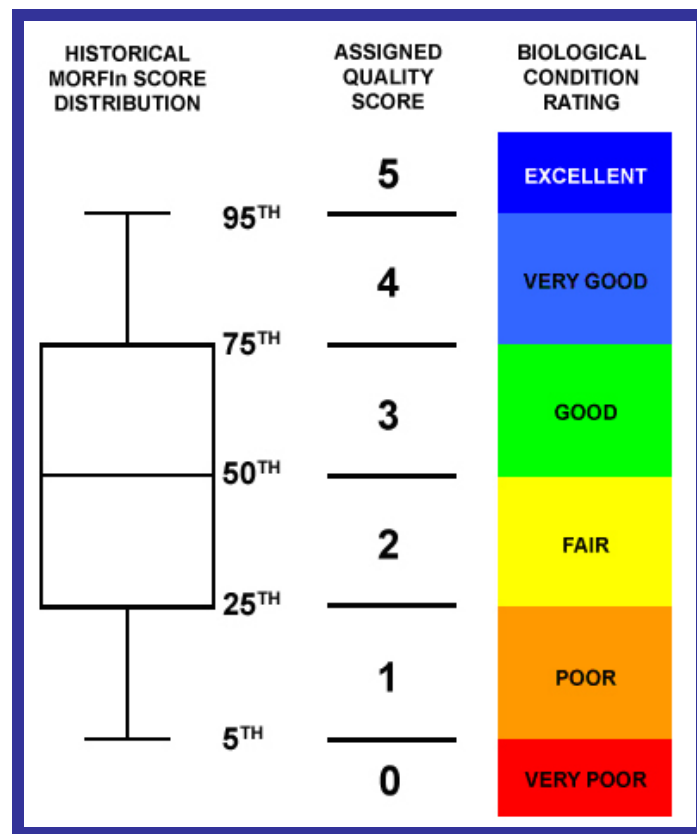 HISTORICAL
MORFIn SCORE
DISTRIBUTION
ASSIGNED
QUALITY
SCORE
BIOLOGICAL
CONDITION
RATING
5
EXCELLENT
95TH
4
VERY GOOD
75TH
3
GOOD
50TH
2
FAIR
25TH
1
POOR
5TH
0
VERY POOR